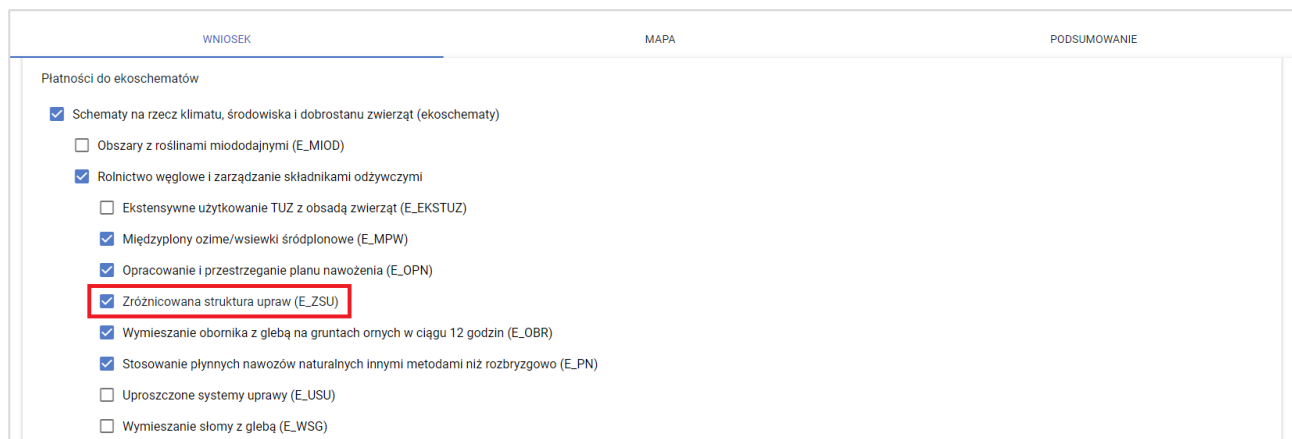 WNIOSEK MAPA PODSUMOWANIE
Płatności do ekoschematów
Schematy na rzecz klimatu, środowiska i dobrostanu zwierząt (ekoschematy)
Obszary z roślinami miododajnymi (E_MIOD)
Rolnictwo węglowe i zarządzanie składnikami odżywczymi
Ekstensywne użytkowanie TUZ z obsadą zwierząt (E_EKSTUZ)
Międzyplony ozime/wsiewki śródplonowe (E_MPW)
Opracowanie i przestrzeganie planu nawożenia (E_OPN)
Zróżnicowana struktura upraw (E_ZSU)
Wymieszanie obornika z glebą na gruntach ornych w ciągu 12 godzin (E_OBR)
Stosowanie płynnych nawozów naturalnych innymi metodami niż rozbryzgowo (E_PN)
Uproszczone systemy uprawy (E_USU)
Wymieszanie słomy z glebą (E_WSG)